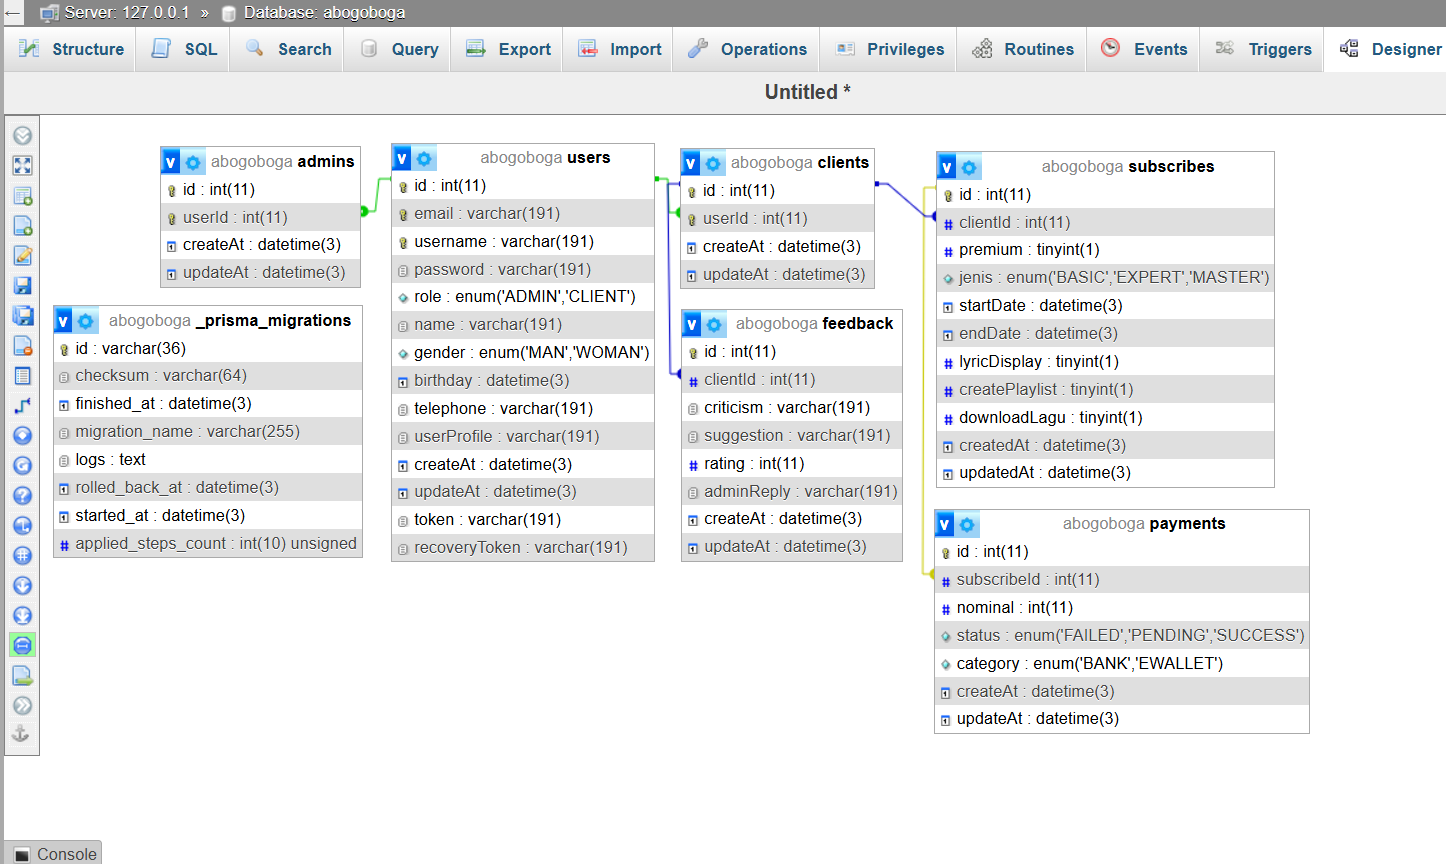 Server: 127.0.0.1 » Database: abogoboga
Structure SQL Search Query Export Import Operations Privileges Routines Events Triggers Designer
Untitled *
v abogoboga admins
id : int(11)
userId : int(11)
createAt : datetime(3)
updateAt : datetime(3)
v abogoboga _prisma_migrations
id : varchar(36)
checksum : varchar(64)
finished_at : datetime(3)
migration_name : varchar(255)
logs : text
rolled_back_at : datetime(3)
started_at : datetime(3)
# applied_steps_count : int(10) unsigned
v abogoboga users
id : int(11)
email : varchar(191)
username : varchar(191)
password : varchar(191)
role : enum('ADMIN','CLIENT')
name : varchar(191)
gender : enum('MAN','WOMAN')
birthday : datetime(3)
telephone : varchar(191)
userProfile : varchar(191)
createAt : datetime(3)
updateAt : datetime(3)
token : varchar(191)
recoveryToken : varchar(191)
v abogoboga clients
id : int(11)
userId : int(11)
createAt : datetime(3)
updateAt : datetime(3)
v abogoboga feedback
id : int(11)
# clientId : int(11)
criticism : varchar(191)
suggestion : varchar(191)
# rating : int(11)
adminReply : varchar(191)
createAt : datetime(3)
updateAt : datetime(3)
v abogoboga subscribes
id : int(11)
# clientId : int(11)
# premium : tinyint(1)
jenis : enum('BASIC','EXPERT','MASTER')
startDate : datetime(3)
endDate : datetime(3)
# lyricDisplay : tinyint(1)
# createPlaylist : tinyint(1)
# downloadLagu : tinyint(1)
createdAt : datetime(3)
updatedAt : datetime(3)
v abogoboga payments
id : int(11)
# subscribeId : int(11)
# nominal : int(11)
status : enum('FAILED','PENDING','SUCCESS')
category : enum('BANK','EWALLET')
createAt : datetime(3)
updateAt : datetime(3)
Console